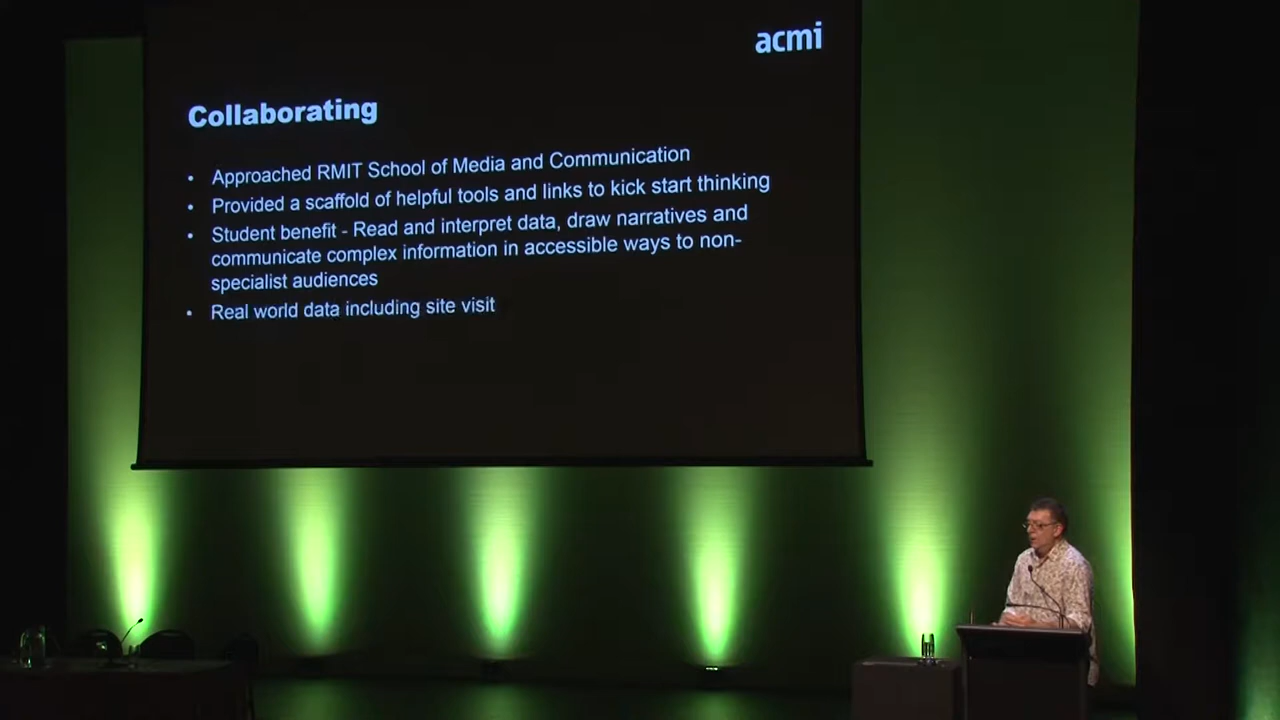 acmi
Collaborating
• Approached RMIT School of Media and Communication
• Provided a scaffold of helpful tools and links to kick start thinking
• Student benefit - Read and interpret data, draw narratives and
communicate complex information in accessible ways to non-
specialist audiences
• Real world data including site visit